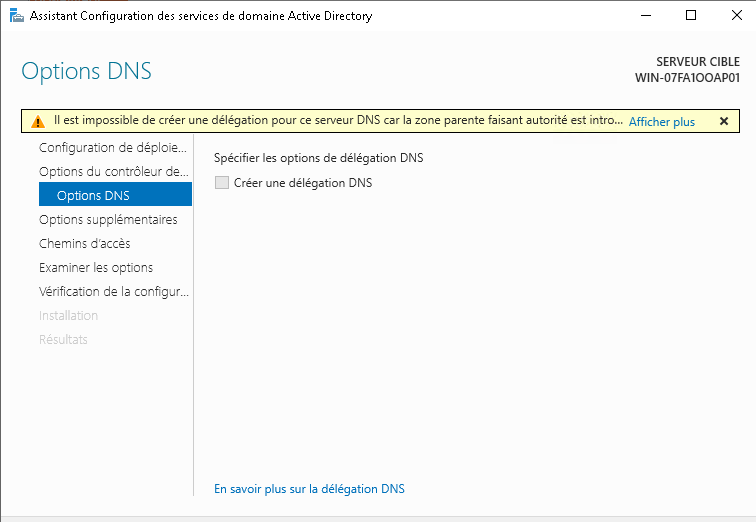 Assistant Configuration des services de domaine Active Directory
Options DNS
SERVEUR CIBLE
WIN-07FA1OOAP01
Il est impossible de créer une délégation pour ce serveur DNS car la zone parente faisant autorité est intro... Afficher plus
Configuration de déploie...
Options du contrôleur de...
Options DNS
Options supplémentaires
Chemins d'accès
Examiner les options
Vérification de la configur...
Installation
Résultats
Spécifier les options de délégation DNS
Créer une délégation DNS
En savoir plus sur la délégation DNS